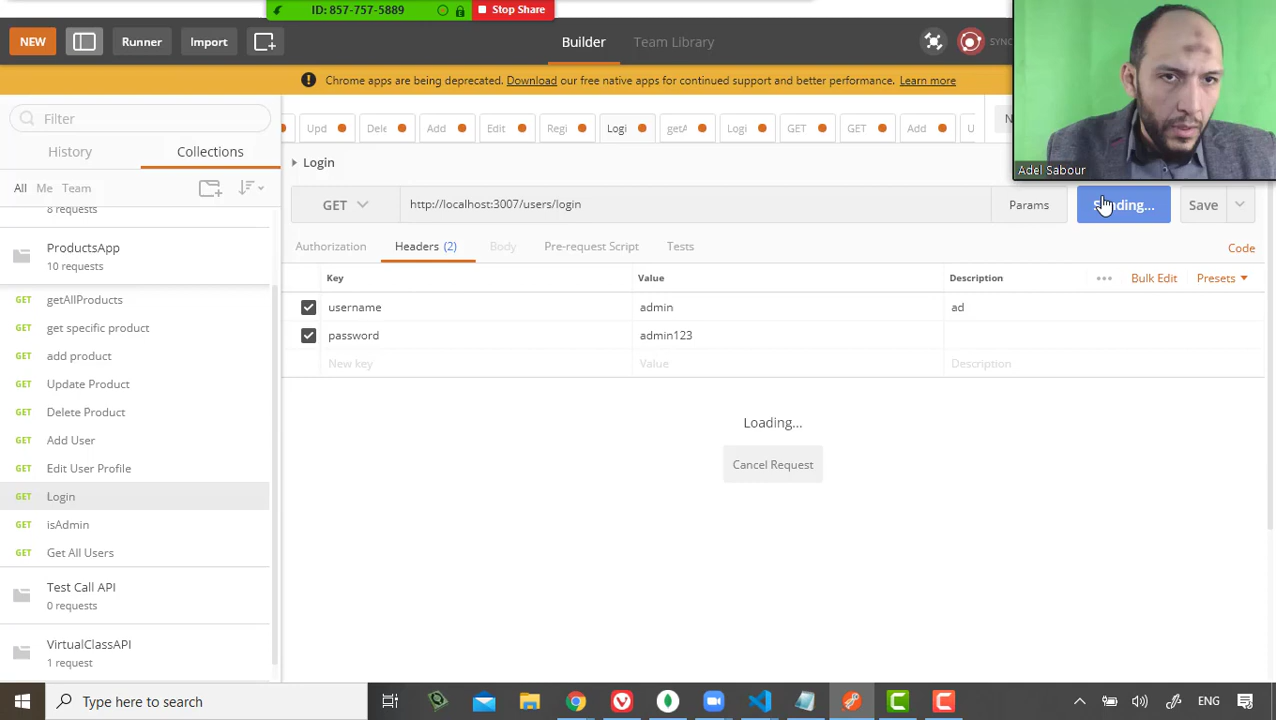 ID: 857-757-5889
Stop Share
NEW
Runner
Import
Builder
Team Library
SYNC
Chrome apps are being deprecated. Download our free native apps for continued support and better performance. Learn more
Adel Sabour
Filter
History
Collections
All
Me
Team
8 requests
ProductsApp
10 requests
GET getAllProducts
GET get specific product
GET add product
GET Update Product
GET Delete Product
GET Add User
GET Edit User Profile
GET Login
GET isAdmin
GET Get All Users
Test Call API
0 requests
VirtualClassAPI
1 request
Upd
Dele
Add
Edit
Regi
Logi
getA
Logi
GET
GET
Add
U
N
Login
GET
http://localhost:3007/users/login
Params
Save
Authorization
Headers (2)
Body
Pre-request Script
Tests
Code
Key
Value
Description
Bulk Edit
Presets
username
admin
ad
password
admin123
New key
Value
Description
Loading...
Cancel Request
Type here to search
ENG